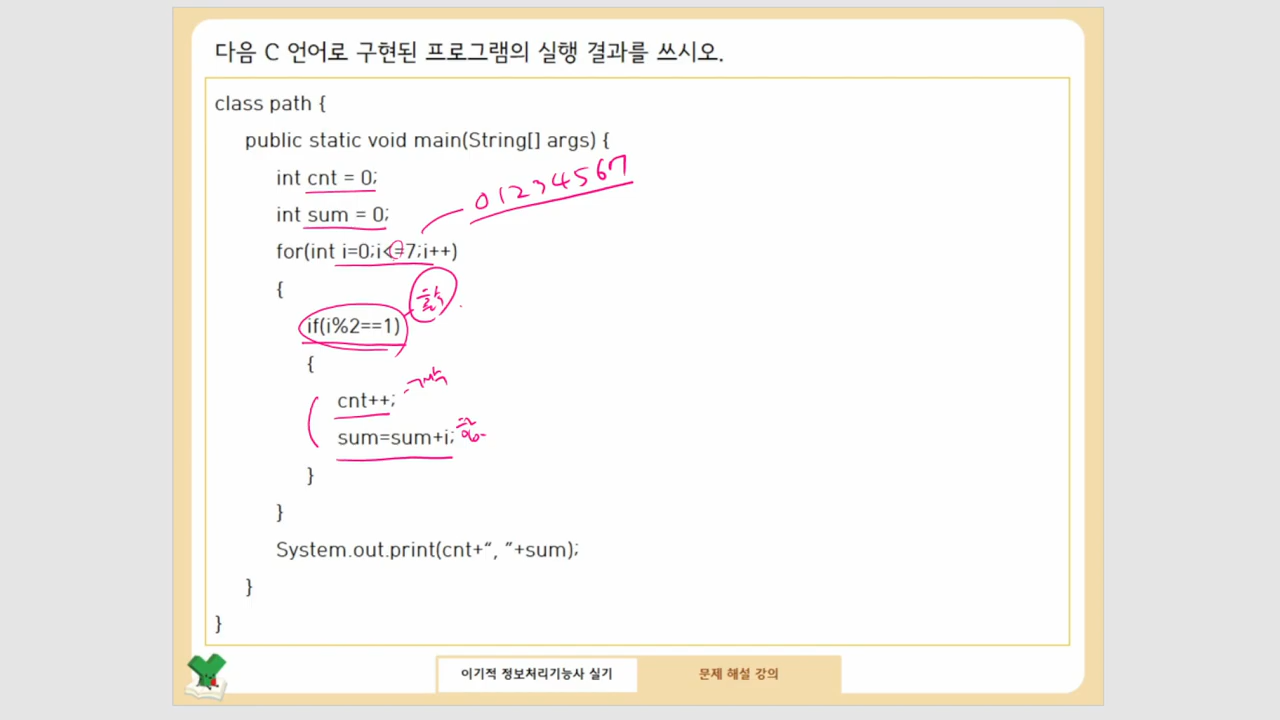 다음 C 언어로 구현된 프로그램의 실행 결과를 쓰시오.
class path {
public static void main(String[] args) {
int cnt = 0;
01234567
int sum = 0;
for(int i=0;i<=7;i++)
{
홀수
if(i%2==1)
{
cnt++;
sum=sum+i; 합
}
}
System.out.print(cnt+“, ”+sum);
}
}
이기적 정보처리기능사 실기
문제 해설 강의